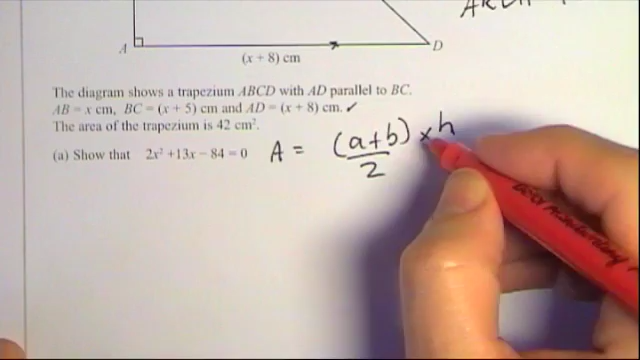 A
D
(x + 8) cm
The diagram shows a trapezium ABCD with AD parallel to BC.
AB = x cm, BC = (x + 5) cm and AD = (x + 8) cm. ✓
The area of the trapezium is 42 cm².
(a) Show that 2x² +13x − 84 = 0 A = (a+b)/2 × h